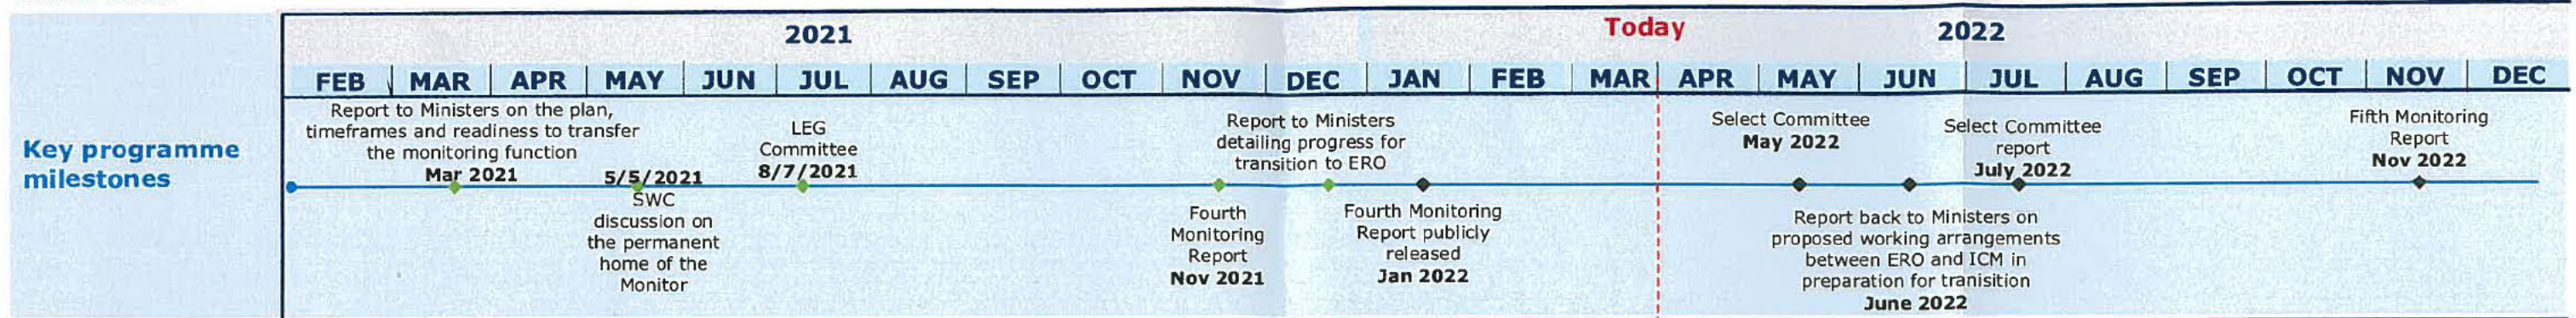 2021
Today
2022
FEB MAR APR MAY JUN JUL AUG SEP OCT NOV DEC JAN FEB MAR APR MAY JUN JUL AUG SEP OCT NOV DEC
Key programme
milestones
Report to Ministers on the plan,
timeframes and readiness to transfer
the monitoring function
Mar 2021
5/5/2021
SWC
discussion on
the permanent
home of the
Monitor
LEG
Committee
8/7/2021
Fourth
Monitoring
Report
Nov 2021
Report to Ministers
detailing progress for
transition to ERO
Fourth Monitoring
Report publicly
released
Jan 2022
Select Committee
May 2022
Report back to Ministers on
proposed working arrangements
between ERO and ICM in
preparation for tranisition
June 2022
Select Committee
report
July 2022
Fifth Monitoring
Report
Nov 2022